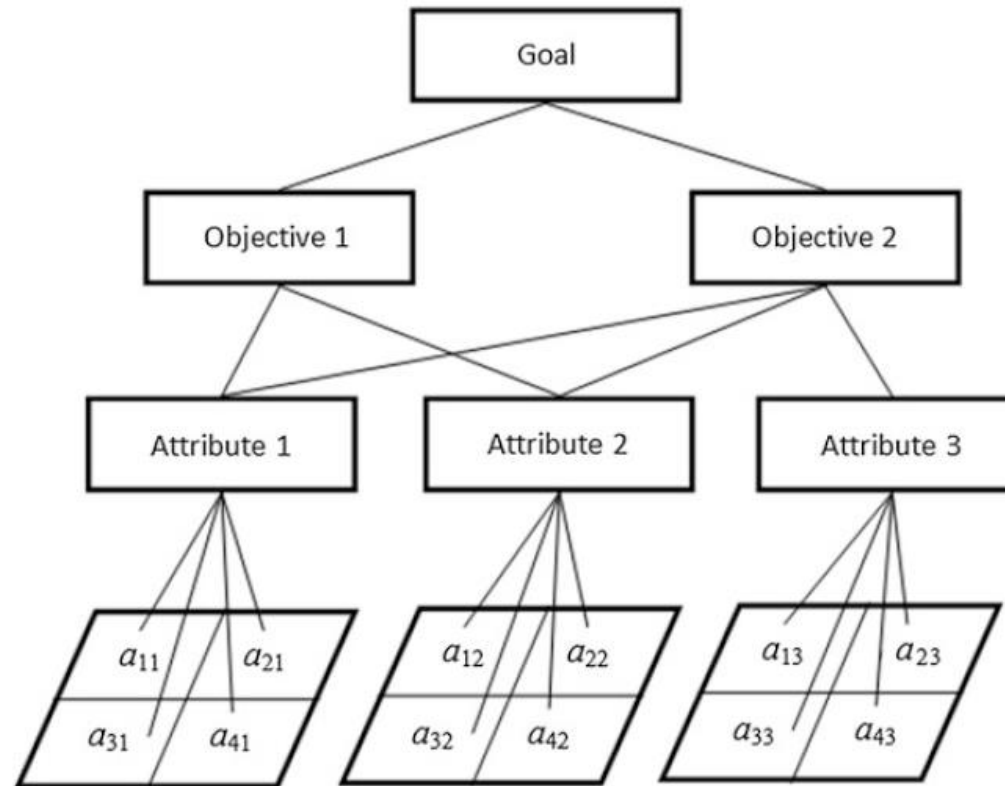 Goal
Objective 1
Objective 2
Attribute 1
Attribute 2
Attribute 3
a11
a21
a12
a22
a13
a23
a31
a41
a32
a42
a33
a43